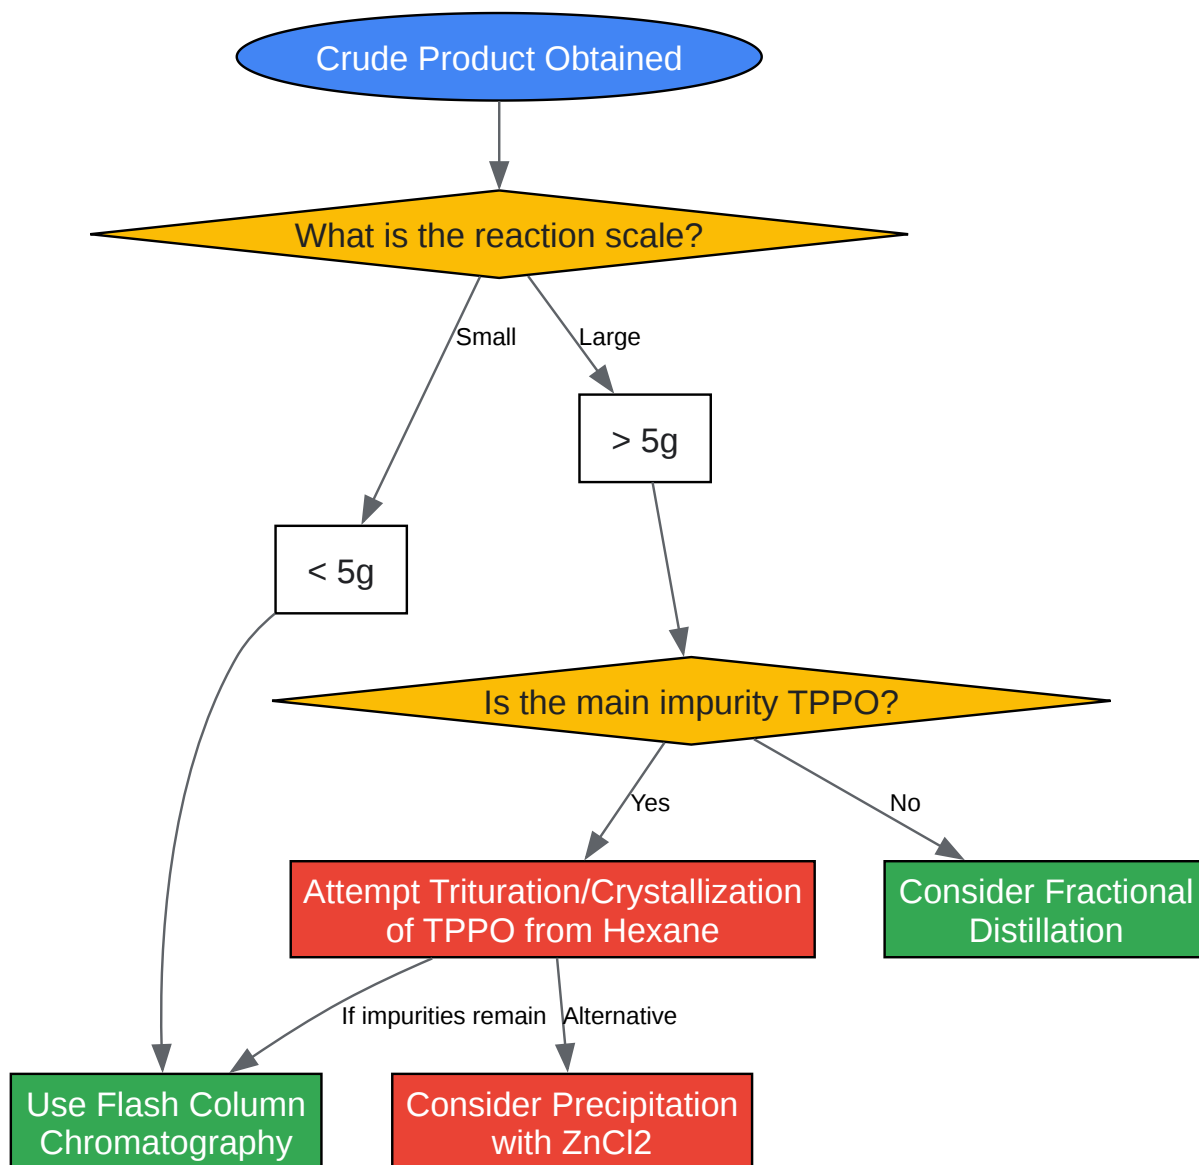 Crude Product Obtained
What is the reaction scale?
Small
Large
> 5g
< 5g
Is the main impurity TPPO?
Yes
No
Attempt Trituration/Crystallization
of TPPO from Hexane
Consider Fractional
Distillation
If impurities remain
Alternative
Use Flash Column
Chromatography
Consider Precipitation
with ZnCl2